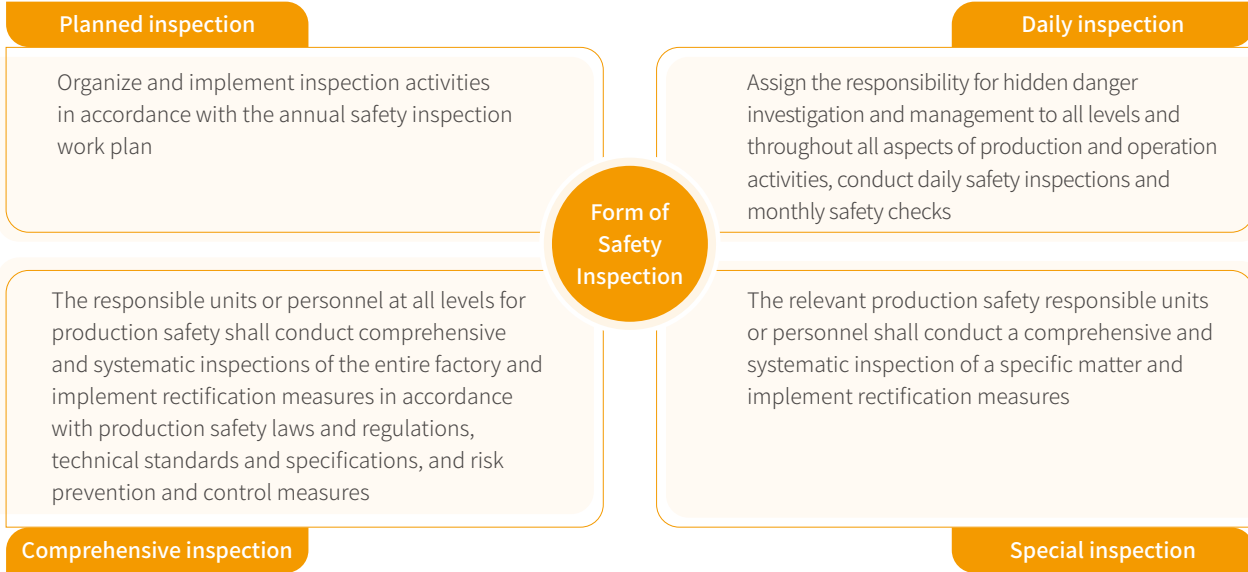 Planned inspection
Organize and implement inspection activities
in accordance with the annual safety inspection
work plan
Daily inspection
Assign the responsibility for hidden danger
investigation and management to all levels and
throughout all aspects of production and operation
activities, conduct daily safety inspections and
monthly safety checks
Form of
Safety
Inspection
The responsible units or personnel at all levels for
production safety shall conduct comprehensive
and systematic inspections of the entire factory and
implement rectification measures in accordance
with production safety laws and regulations,
technical standards and specifications, and risk
prevention and control measures
Comprehensive inspection
The relevant production safety responsible units
or personnel shall conduct a comprehensive and
systematic inspection of a specific matter and
implement rectification measures
Special inspection